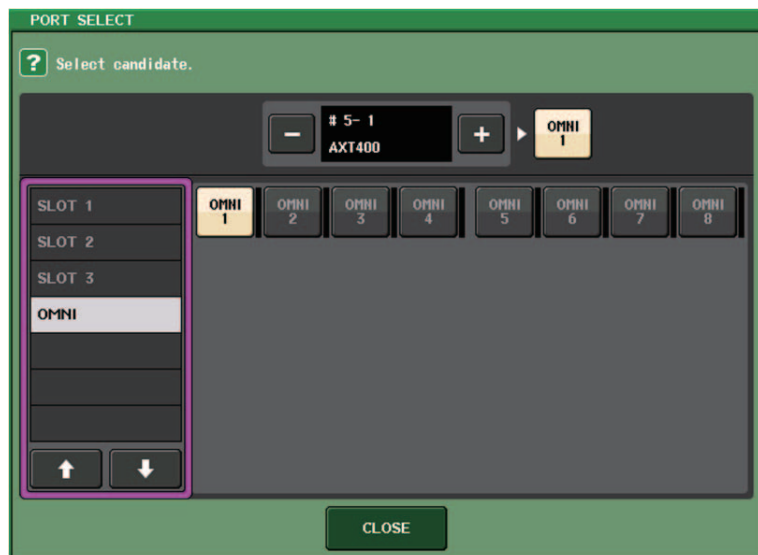 PORT SELECT
? Select candidate.
− # 5- 1 +
AXT400
OMNI
1
SLOT 1
SLOT 2
SLOT 3
OMNI
OMNI OMNI OMNI OMNI OMNI OMNI OMNI OMNI
1 2 3 4 5 6 7 8
CLOSE